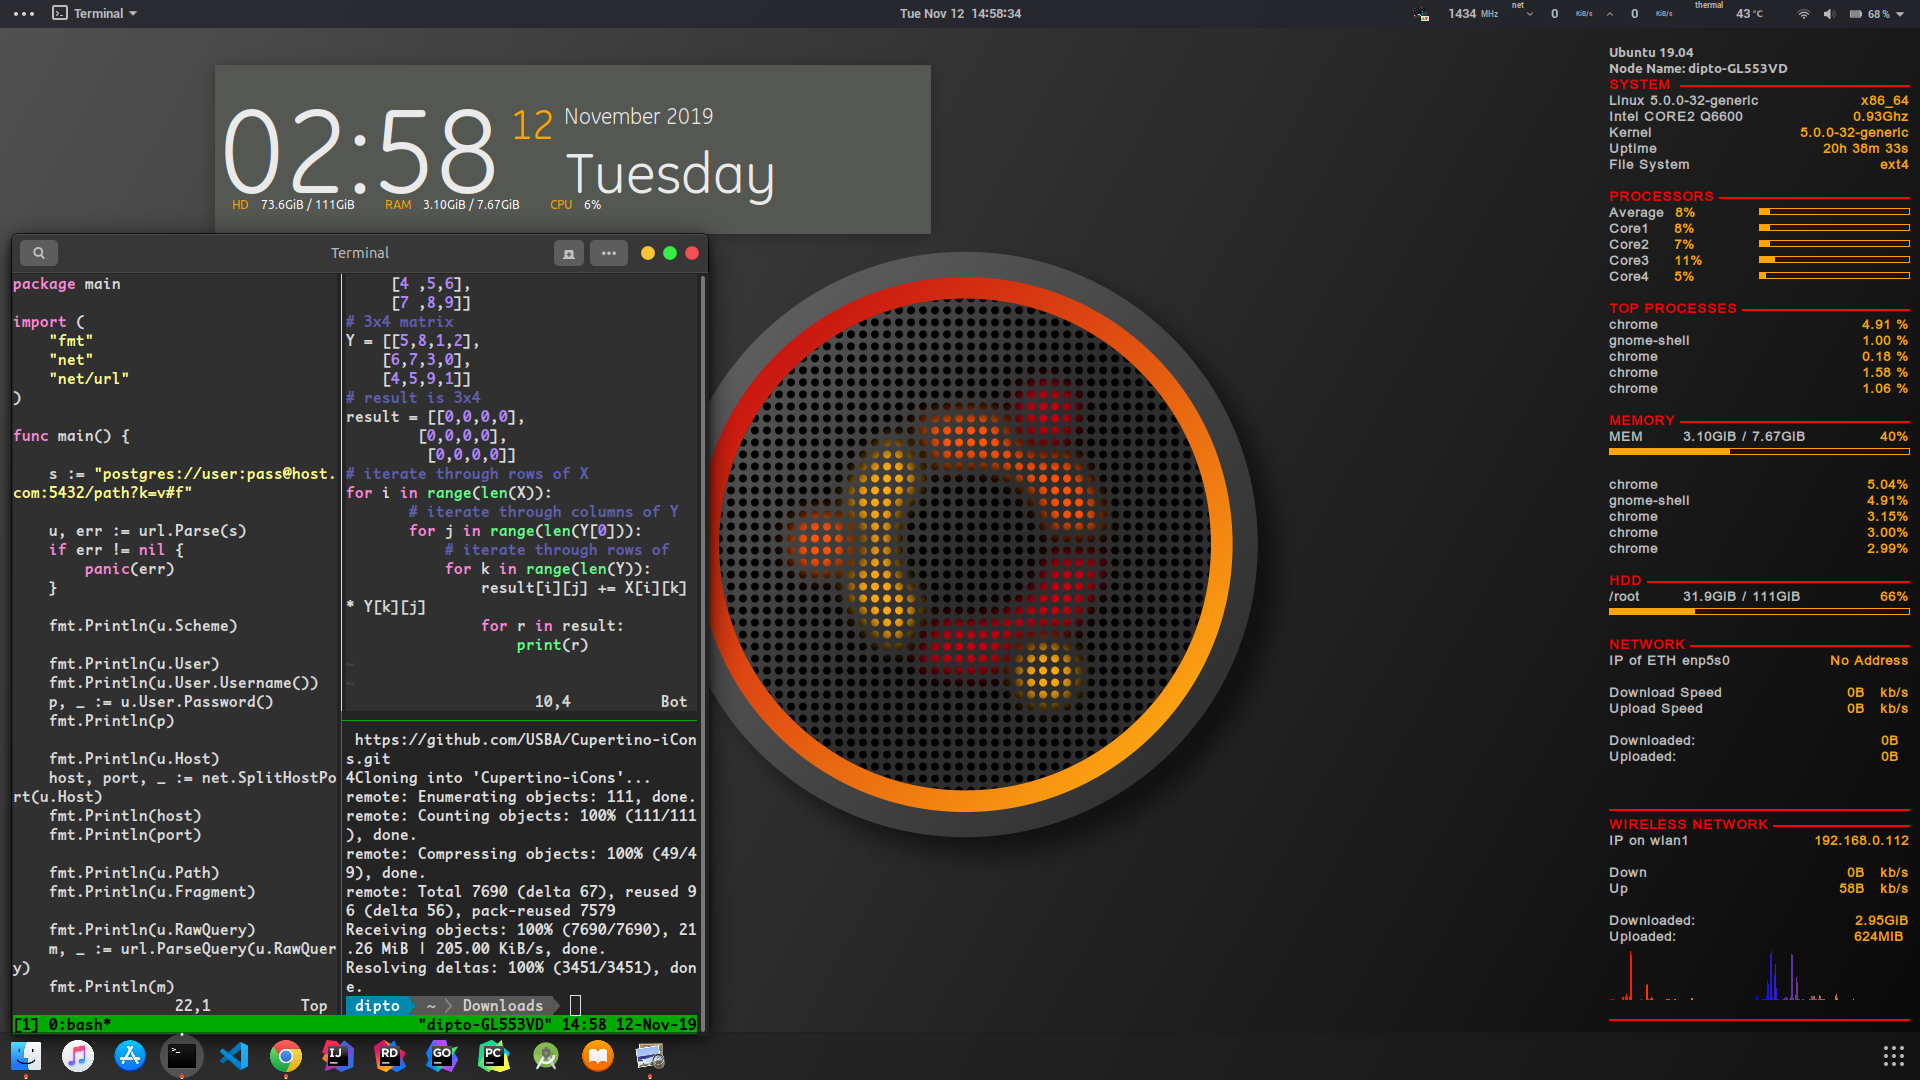 Terminal
Tue Nov 12 14:58:34
1434 MHz
net
0 KiB/s
0 KiB/s
thermal
43 °C
68 %
02:58
12
November 2019
Tuesday
HD 73.6GiB / 111GiB RAM 3.10GiB / 7.67GiB CPU 6%
Terminal
package main
import (
"fmt"
"net"
"net/url"
)
func main() {
s := "postgres://user:pass@host.
com:5432/path?k=v#f"
u, err := url.Parse(s)
if err != nil {
panic(err)
}
fmt.Println(u.Scheme)
fmt.Println(u.User)
fmt.Println(u.User.Username())
p, _ := u.User.Password()
fmt.Println(p)
fmt.Println(u.Host)
host, port, _ := net.SplitHostPo
rt(u.Host)
fmt.Println(host)
fmt.Println(port)
fmt.Println(u.Path)
fmt.Println(u.Fragment)
fmt.Println(u.RawQuery)
m, _ := url.ParseQuery(u.RawQuer
y)
fmt.Println(m)
22,1 Top
[4 ,5,6],
[7 ,8,9]]
# 3x4 matrix
Y = [[5,8,1,2],
[6,7,3,0],
[4,5,9,1]]
# result is 3x4
result = [[0,0,0,0],
[0,0,0,0],
[0,0,0,0]]
# iterate through rows of X
for i in range(len(X)):
# iterate through columns of Y
for j in range(len(Y[0])):
# iterate through rows of
for k in range(len(Y)):
result[i][j] += X[i][k]
* Y[k][j]
for r in result:
print(r)
~
~
10,4 Bot
https://github.com/USBA/Cupertino-iCon
s.git
4Cloning into 'Cupertino-iCons'...
remote: Enumerating objects: 111, done.
remote: Counting objects: 100% (111/111
), done.
remote: Compressing objects: 100% (49/4
9), done.
remote: Total 7690 (delta 67), reused 9
6 (delta 56), pack-reused 7579
Receiving objects: 100% (7690/7690), 21
.26 MiB | 205.00 KiB/s, done.
Resolving deltas: 100% (3451/3451), don
e.
dipto ~ Downloads
[1] 0:bash* "dipto-GL553VD" 14:58 12-Nov-19
Ubuntu 19.04
Node Name: dipto-GL553VD
SYSTEM
Linux 5.0.0-32-generic x86_64
Intel CORE2 Q6600 0.93Ghz
Kernel 5.0.0-32-generic
Uptime 20h 38m 33s
File System ext4
PROCESSORS
Average 8%
Core1 8%
Core2 7%
Core3 11%
Core4 5%
TOP PROCESSES
chrome 4.91 %
gnome-shell 1.00 %
chrome 0.18 %
chrome 1.58 %
chrome 1.06 %
MEMORY
MEM 3.10GiB / 7.67GiB 40%
chrome 5.04%
gnome-shell 4.91%
chrome 3.15%
chrome 3.00%
chrome 2.99%
HDD
/root 31.9GiB / 111GiB 66%
NETWORK
IP of ETH enp5s0 No Address
Download Speed 0B kb/s
Upload Speed 0B kb/s
Downloaded: 0B
Uploaded: 0B
WIRELESS NETWORK
IP on wlan1 192.168.0.112
Down 0B kb/s
Up 58B kb/s
Downloaded: 2.95GiB
Uploaded: 624MiB
IJ
RD
GO
PC